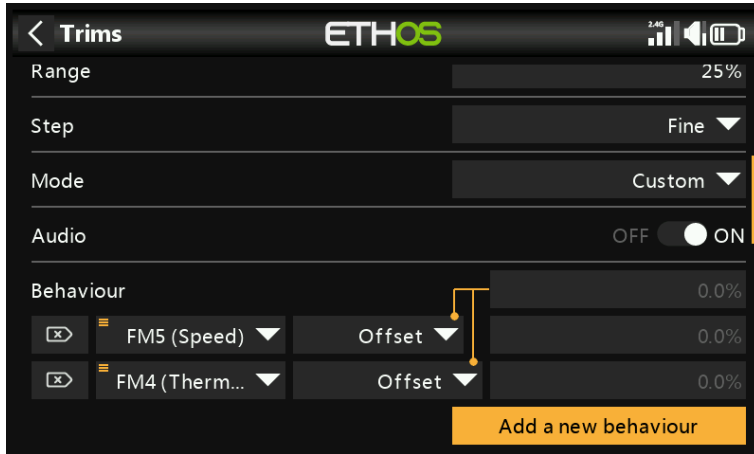 Trims
ETHOS
2.4G
Range 25%
Step Fine
Mode Custom
Audio OFF ON
Behaviour 0.0%
FM5 (Speed) Offset 0.0%
FM4 (Therm... Offset 0.0%
Add a new behaviour